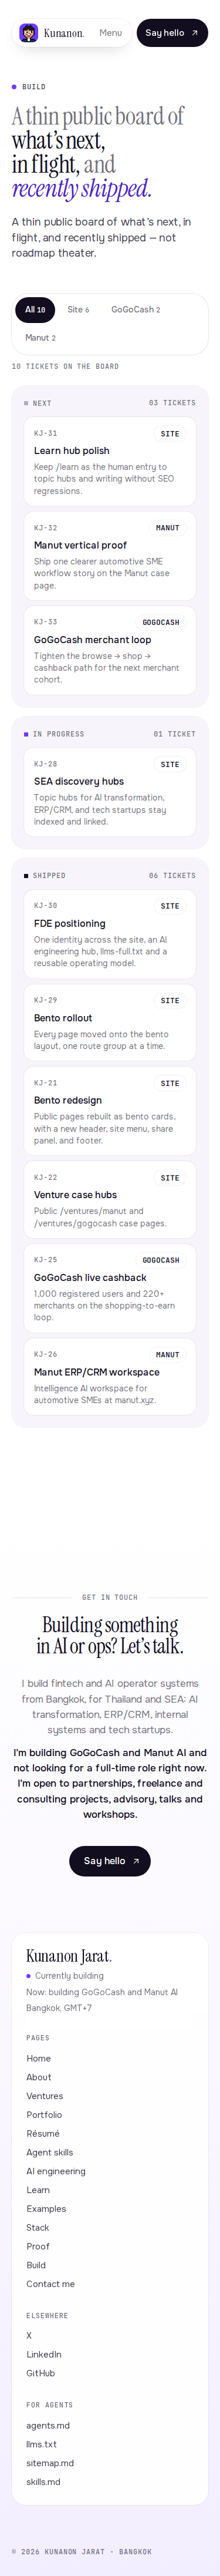 Kunanon.
Menu
Say hello ↗
BUILD
A thin public board of
what's next,
in flight, and
recently shipped.
A thin public board of what's next, in
flight, and recently shipped — not
roadmap theater.
All 10
Site 6
GoGoCash 2
Manut 2
10 TICKETS ON THE BOARD
NEXT
03 TICKETS
KJ-31
SITE
Learn hub polish
Keep /learn as the human entry to
topic hubs and writing without SEO
regressions.
KJ-32
MANUT
Manut vertical proof
Ship one clearer automotive SME
workflow story on the Manut case
page.
KJ-33
GOGOCASH
GoGoCash merchant loop
Tighten the browse → shop →
cashback path for the next merchant
cohort.
IN PROGRESS
01 TICKET
KJ-28
SITE
SEA discovery hubs
Topic hubs for AI transformation,
ERP/CRM, and tech startups stay
indexed and linked.
SHIPPED
06 TICKETS
KJ-30
SITE
FDE positioning
One identity across the site, an AI
engineering hub, llms-full.txt and a
reusable operating model.
KJ-29
SITE
Bento rollout
Every page moved onto the bento
layout, one route group at a time.
KJ-21
SITE
Bento redesign
Public pages rebuilt as bento cards,
with a new header, site menu, share
panel, and footer.
KJ-22
SITE
Venture case hubs
Public /ventures/manut and
/ventures/gogocash case pages.
KJ-25
GOGOCASH
GoGoCash live cashback
1,000 registered users and 220+
merchants on the shopping-to-earn
loop.
KJ-26
MANUT
Manut ERP/CRM workspace
Intelligence AI workspace for
automotive SMEs at manut.xyz.
GET IN TOUCH
Building something
in AI or ops? Let's talk.
I build fintech and AI operator systems
from Bangkok, for Thailand and SEA: AI
transformation, ERP/CRM, internal
systems and tech startups.
I'm building GoGoCash and Manut AI and
not looking for a full-time role right now.
I'm open to partnerships, freelance and
consulting projects, advisory, talks and
workshops.
Say hello ↗
Kunanon Jarat.
Currently building
Now: building GoGoCash and Manut AI
Bangkok, GMT+7
PAGES
Home
About
Ventures
Portfolio
Résumé
Agent skills
AI engineering
Learn
Examples
Stack
Proof
Build
Contact me
ELSEWHERE
X
LinkedIn
GitHub
FOR AGENTS
agents.md
llms.txt
sitemap.md
skills.md
© 2026 KUNANON JARAT · BANGKOK